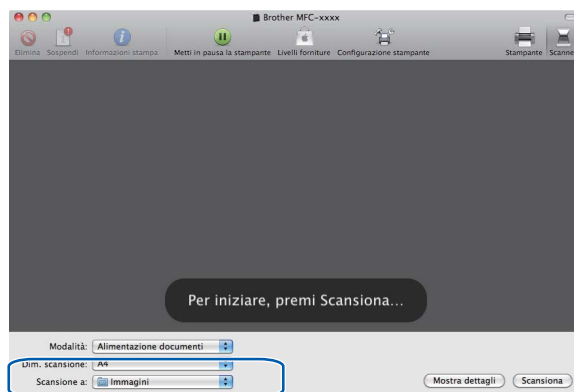 Brother MFC-xxxx
Elimina Sospendi Informazioni stampa Metti in pausa la stampante Livelli forniture Configurazione stampante Stampante Scanner
Per iniziare, premi Scansiona...
Modalità: Alimentazione documenti
Dim. scansione: A4
Scansione a: Immagini
Mostra dettagli Scansiona